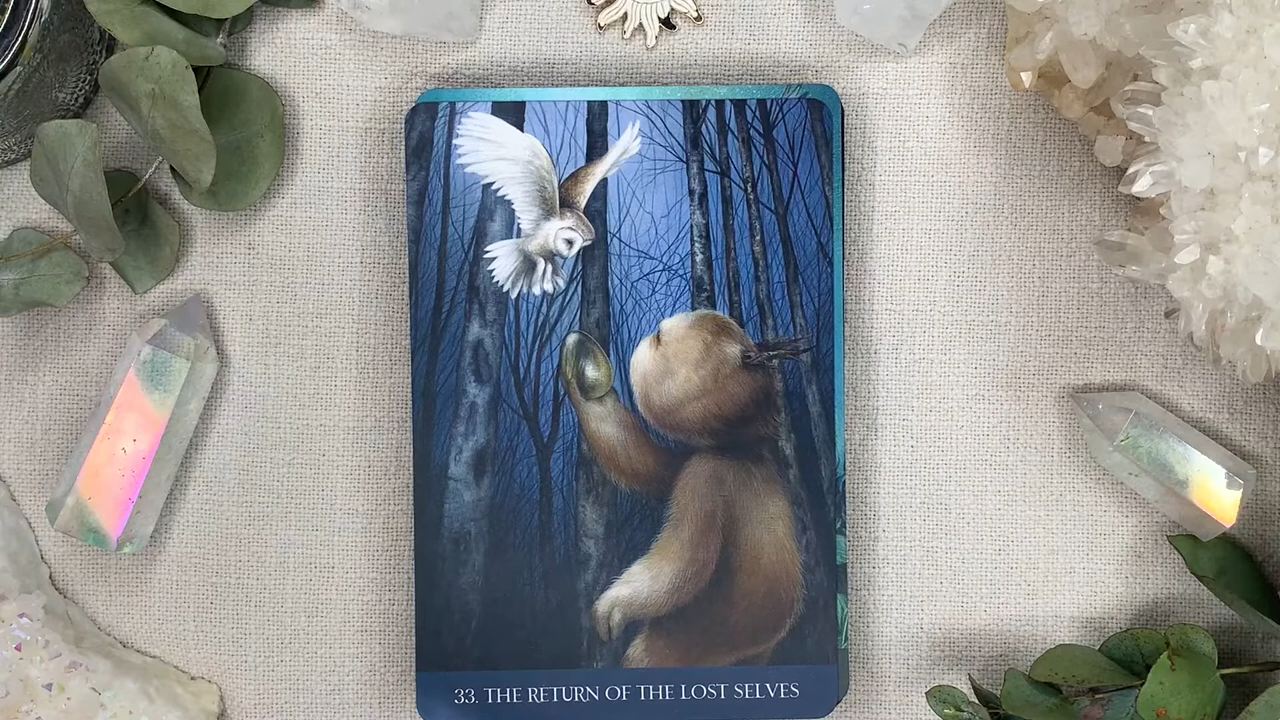 33. THE RETURN OF THE LOST SELVES